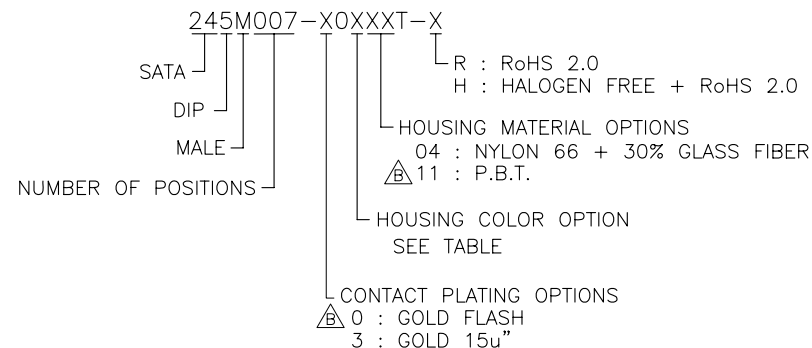 245M007-X0XXXT-X
R : RoHS 2.0
H : HALOGEN FREE + RoHS 2.0
SATA
DIP
MALE
NUMBER OF POSITIONS
HOUSING MATERIAL OPTIONS
04 : NYLON 66 + 30% GLASS FIBER
B 11 : P.B.T.
HOUSING COLOR OPTION
SEE TABLE
CONTACT PLATING OPTIONS
B 0 : GOLD FLASH
3 : GOLD 15u"